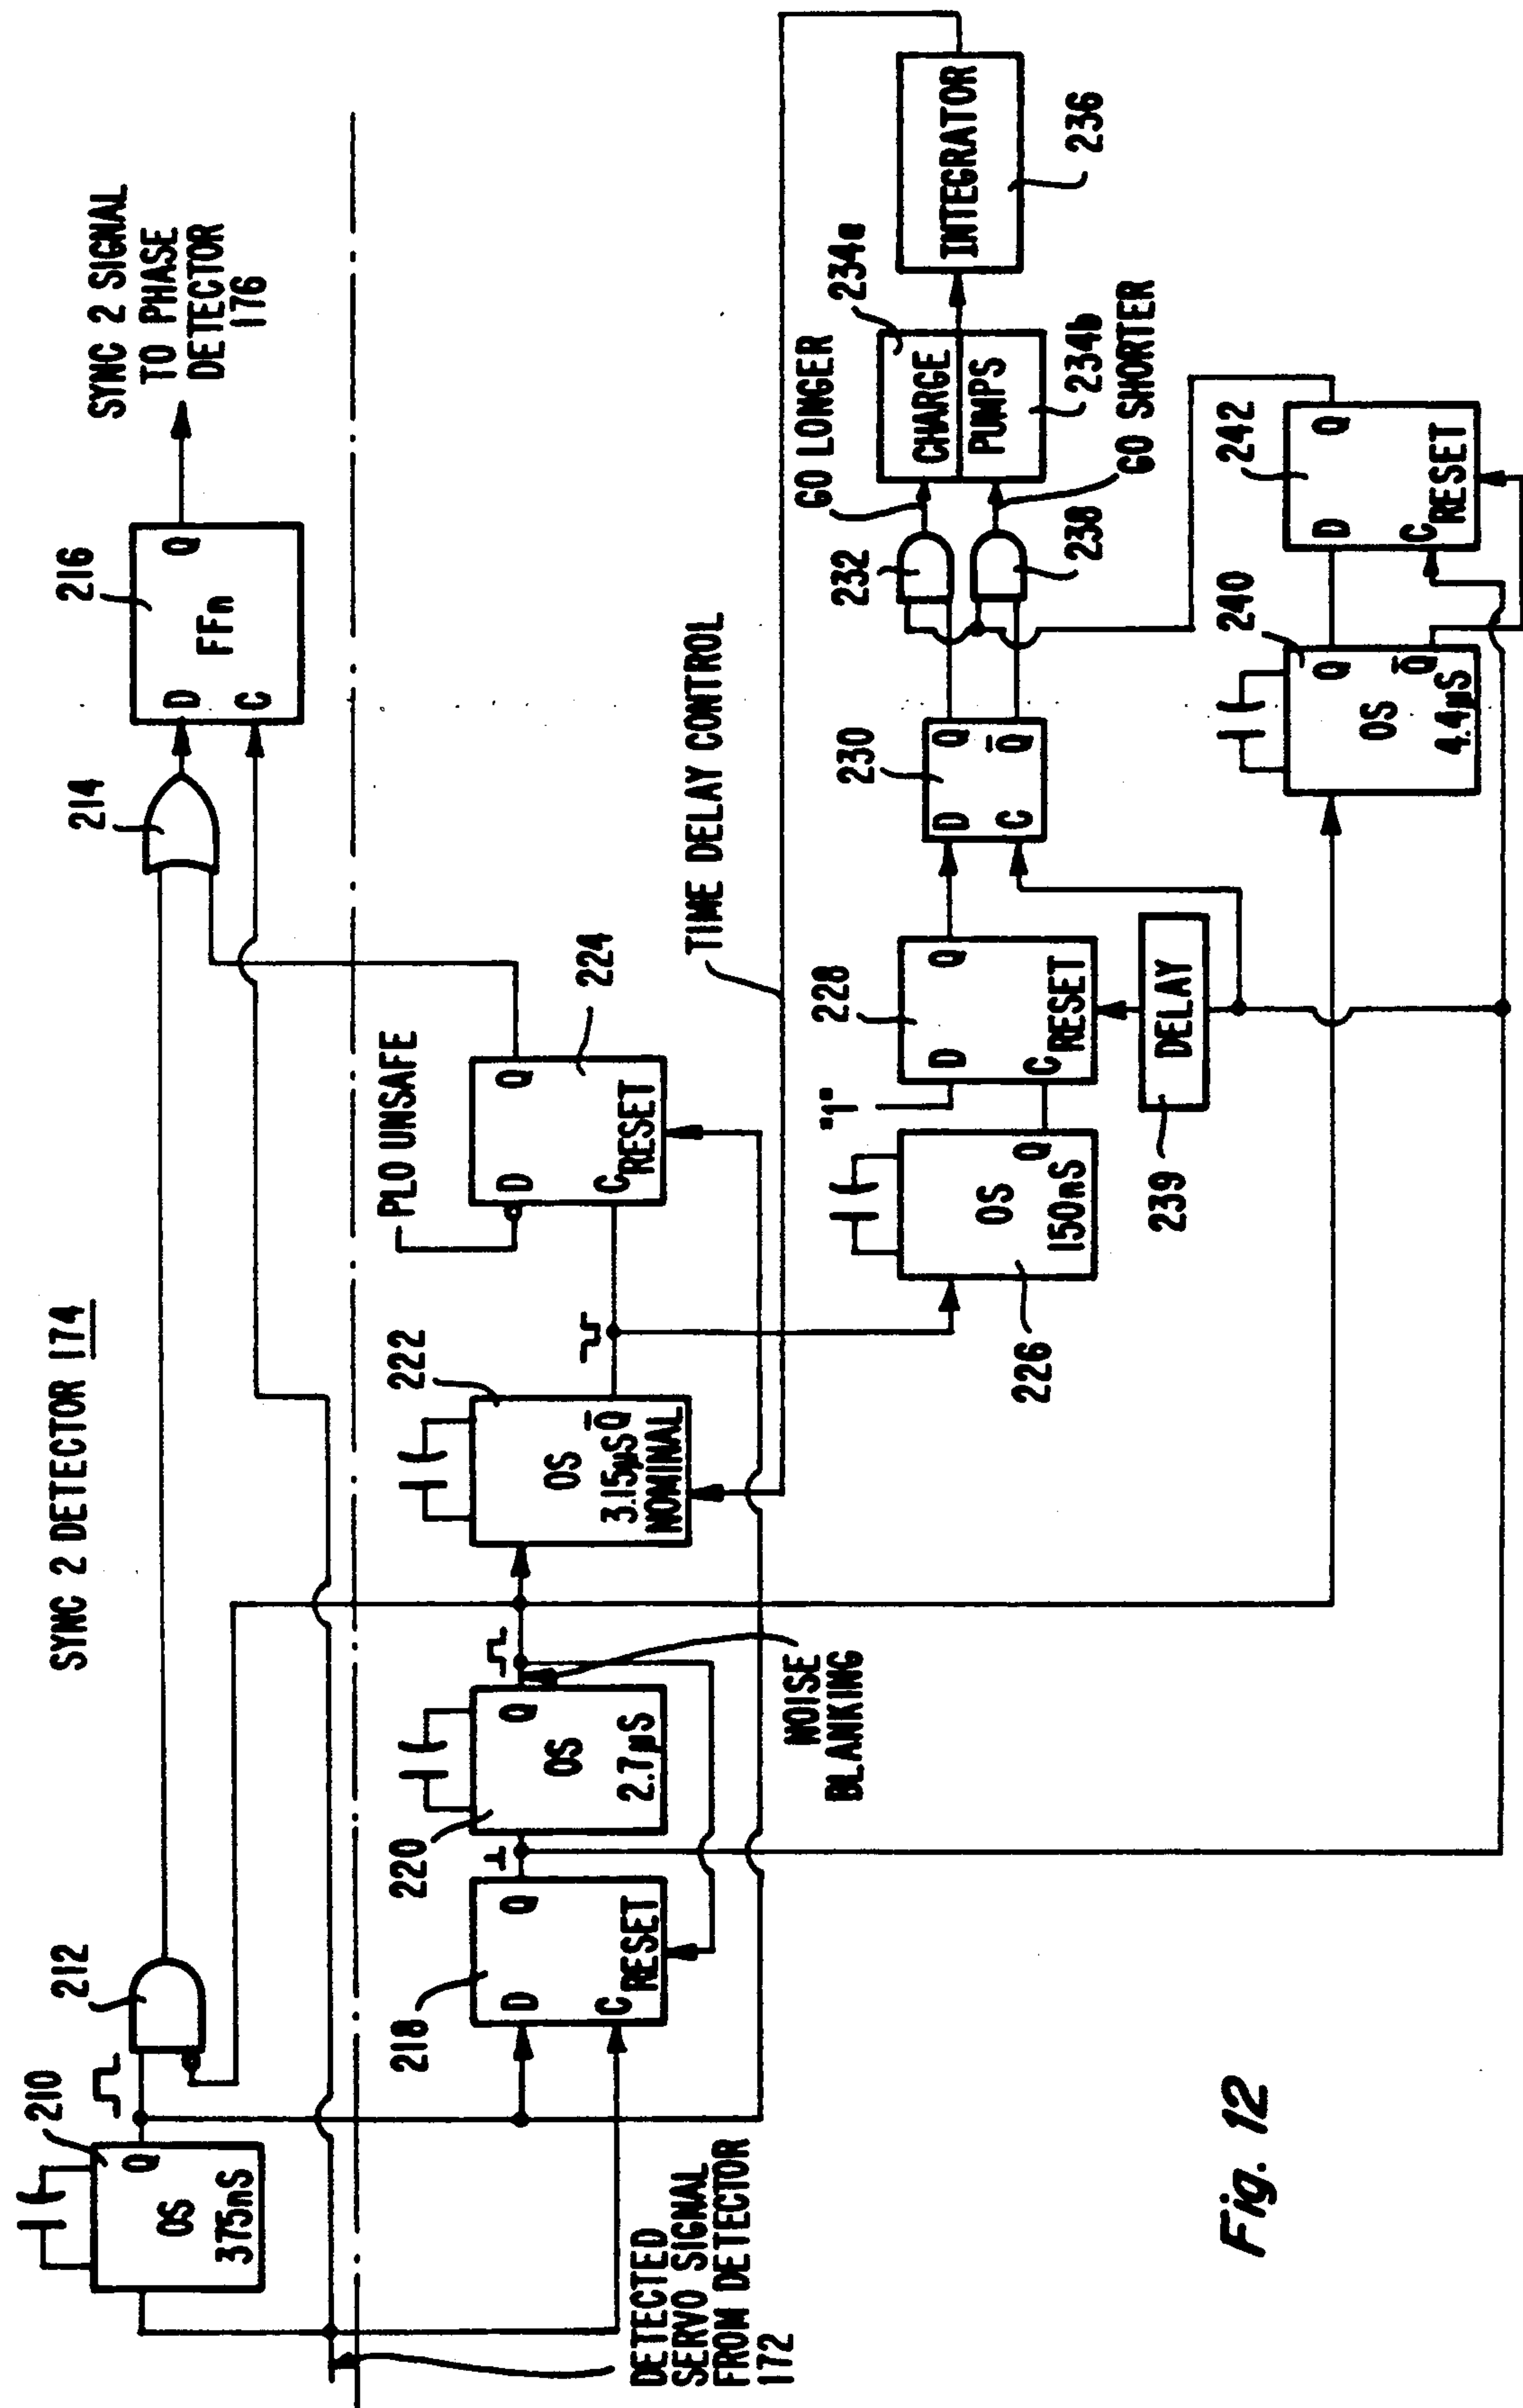 SYNC 2 DETECTOR 174
210
OS
375nS
Q
212
214
216
D
C
FFn
Q
SYNC 2 SIGNAL
TO PHASE
DETECTOR
176
DETECTED
SERVO SIGNAL
FROM DETECTOR
172
218
D
C
Q
RESET
220
OS
2.7µS
Q
NOISE
BLANKING
222
OS
3.15µS Q
NOMINAL
PLO UNSAFE
224
D
C
Q
RESET
TIME DELAY CONTROL
226
OS
150nS
Q
"1"
228
D
C
Q
RESET
239
DELAY
230
D
C
Q
Q
232
238
GO LONGER
GO SHORTER
234a
CHARGE
PUMPS
234b
INTEGRATOR
236
240
OS
4.4µS
Q
Q
242
D
C
Q
RESET
Fig. 12